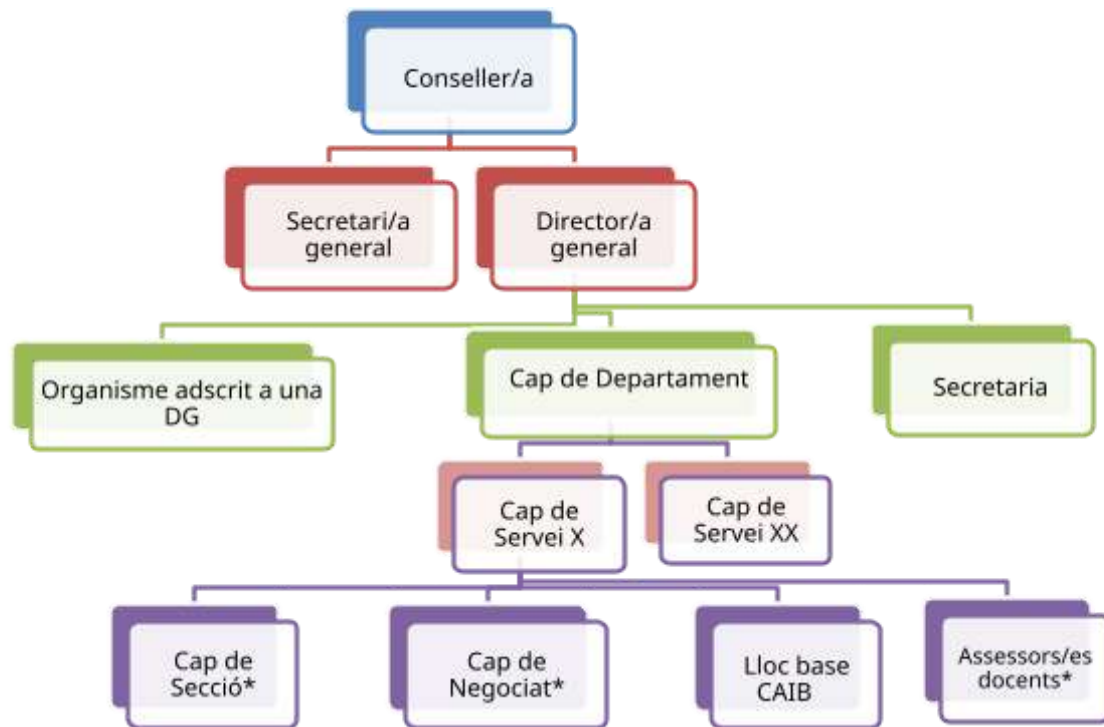 Conseller/a
Secretari/a
general
Director/a
general
Organisme adscrit a una
DG
Cap de Departament
Secretaria
Cap de
Servei X
Cap de
Servei XX
Cap de
Secció*
Cap de
Negociat*
Lloc base
CAIB
Assessors/es
docents*